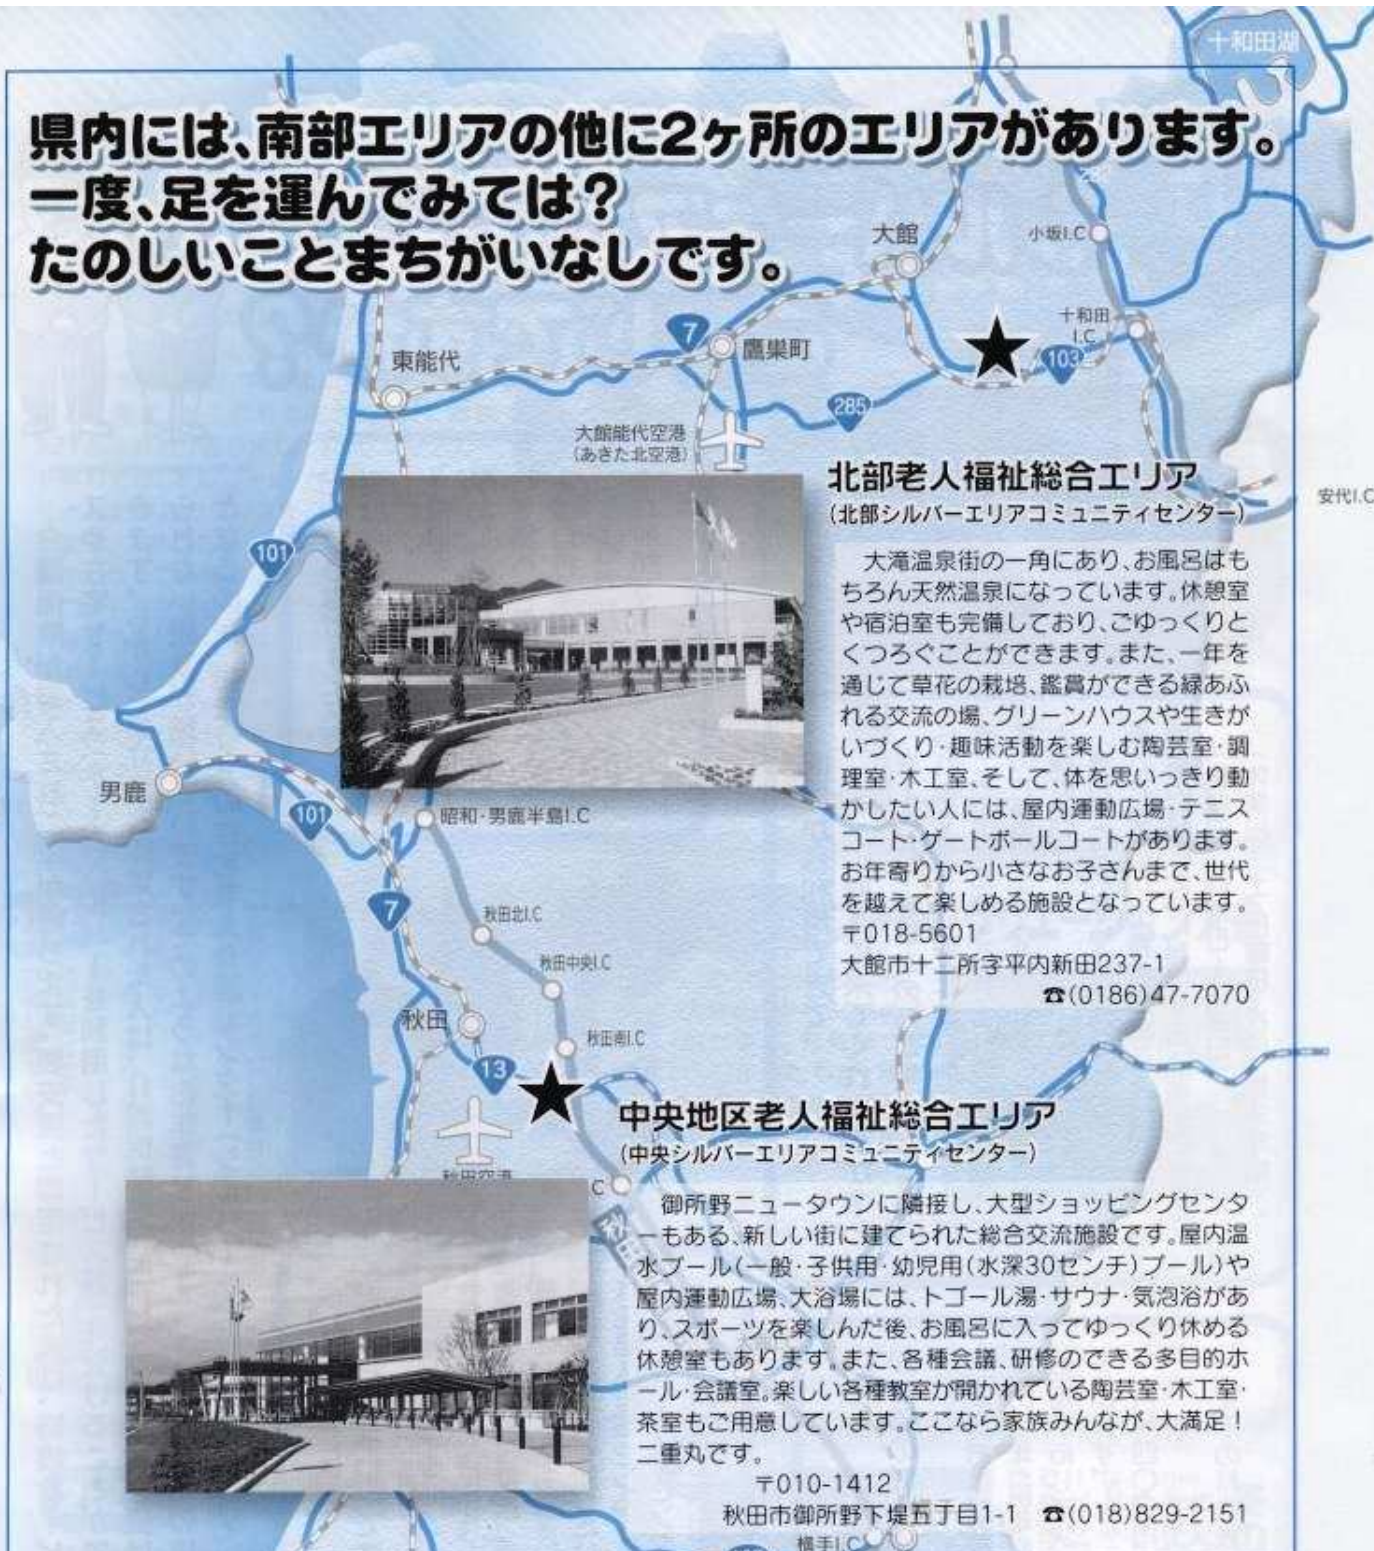 十和田湖
県内には、南部エリアの他に2ヶ所のエリアがあります。
一度、足を運んでみては？
たのしいことまちがいなしです。
大館
小坂I.C
十和田
I.C
7
鷹巣町
103
東能代
285
大館能代空港
(あきた北空港)
安代I.C
北部老人福祉総合エリア
(北部シルバーエリアコミュニティセンター)
101
大滝温泉街の一角にあり、お風呂はも
ちろん天然温泉になっています。休憩室
や宿泊室も完備しており、ごゆっくりと
くつろぐことができます。また、一年を
通じて草花の栽培、鑑賞ができる緑あふ
れる交流の場、グリーンハウスや生きが
いづくり・趣味活動を楽しむ陶芸室・調
理室・木工室、そして、体を思いっきり動
かしたい人には、屋内運動広場・テニス
コート・ゲートボールコートがあります。
お年寄りから小さなお子さんまで、世代
を越えて楽しめる施設となっています。
〒018-5601
大館市十二所字平内新田237-1
☎(0186)47-7070
男鹿
101
昭和・男鹿半島I.C
7
秋田北I.C
秋田中央I.C
秋田
秋田南I.C
13
中央地区老人福祉総合エリア
(中央シルバーエリアコミュニティセンター)
秋田空港
C
御所野ニュータウンに隣接し、大型ショッピングセンタ
ーもある、新しい街に建てられた総合交流施設です。屋内温
水プール(一般・子供用・幼児用(水深30センチ)プール)や
屋内運動広場、大浴場には、トゴール湯・サウナ・気泡浴があ
り、スポーツを楽しんだ後、お風呂に入ってゆっくり休める
休憩室もあります。また、各種会議、研修のできる多目的ホ
ール・会議室。楽しい各種教室が開かれている陶芸室・木工室・
茶室もご用意しています。ここなら家族みんなが、大満足！
二重丸です。
〒010-1412
秋田市御所野下堤五丁目1-1 ☎(018)829-2151
横手I.C